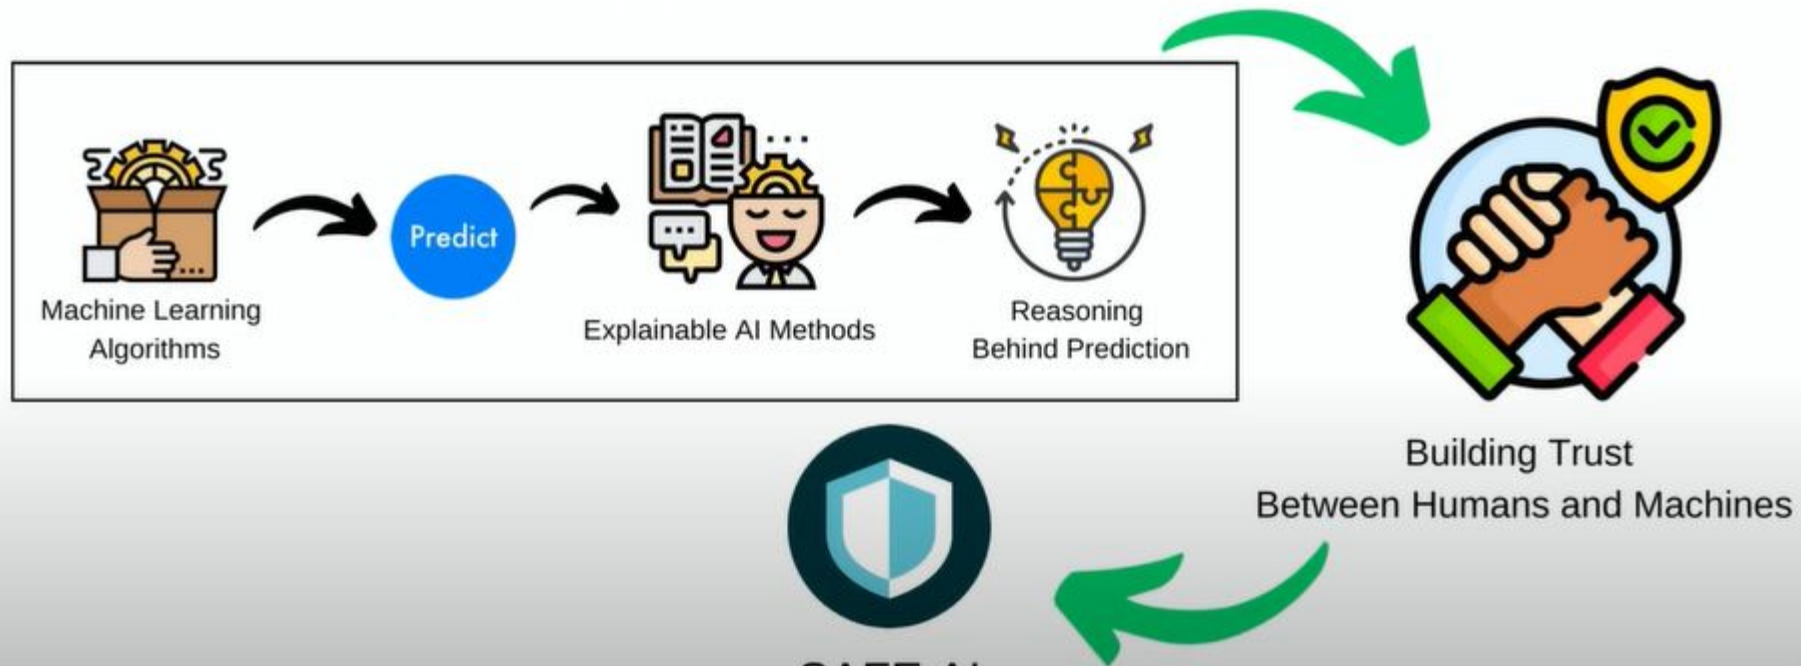 Machine Learning
Algorithms
Predict
Explainable AI Methods
Reasoning
Behind Prediction
Building Trust
Between Humans and Machines